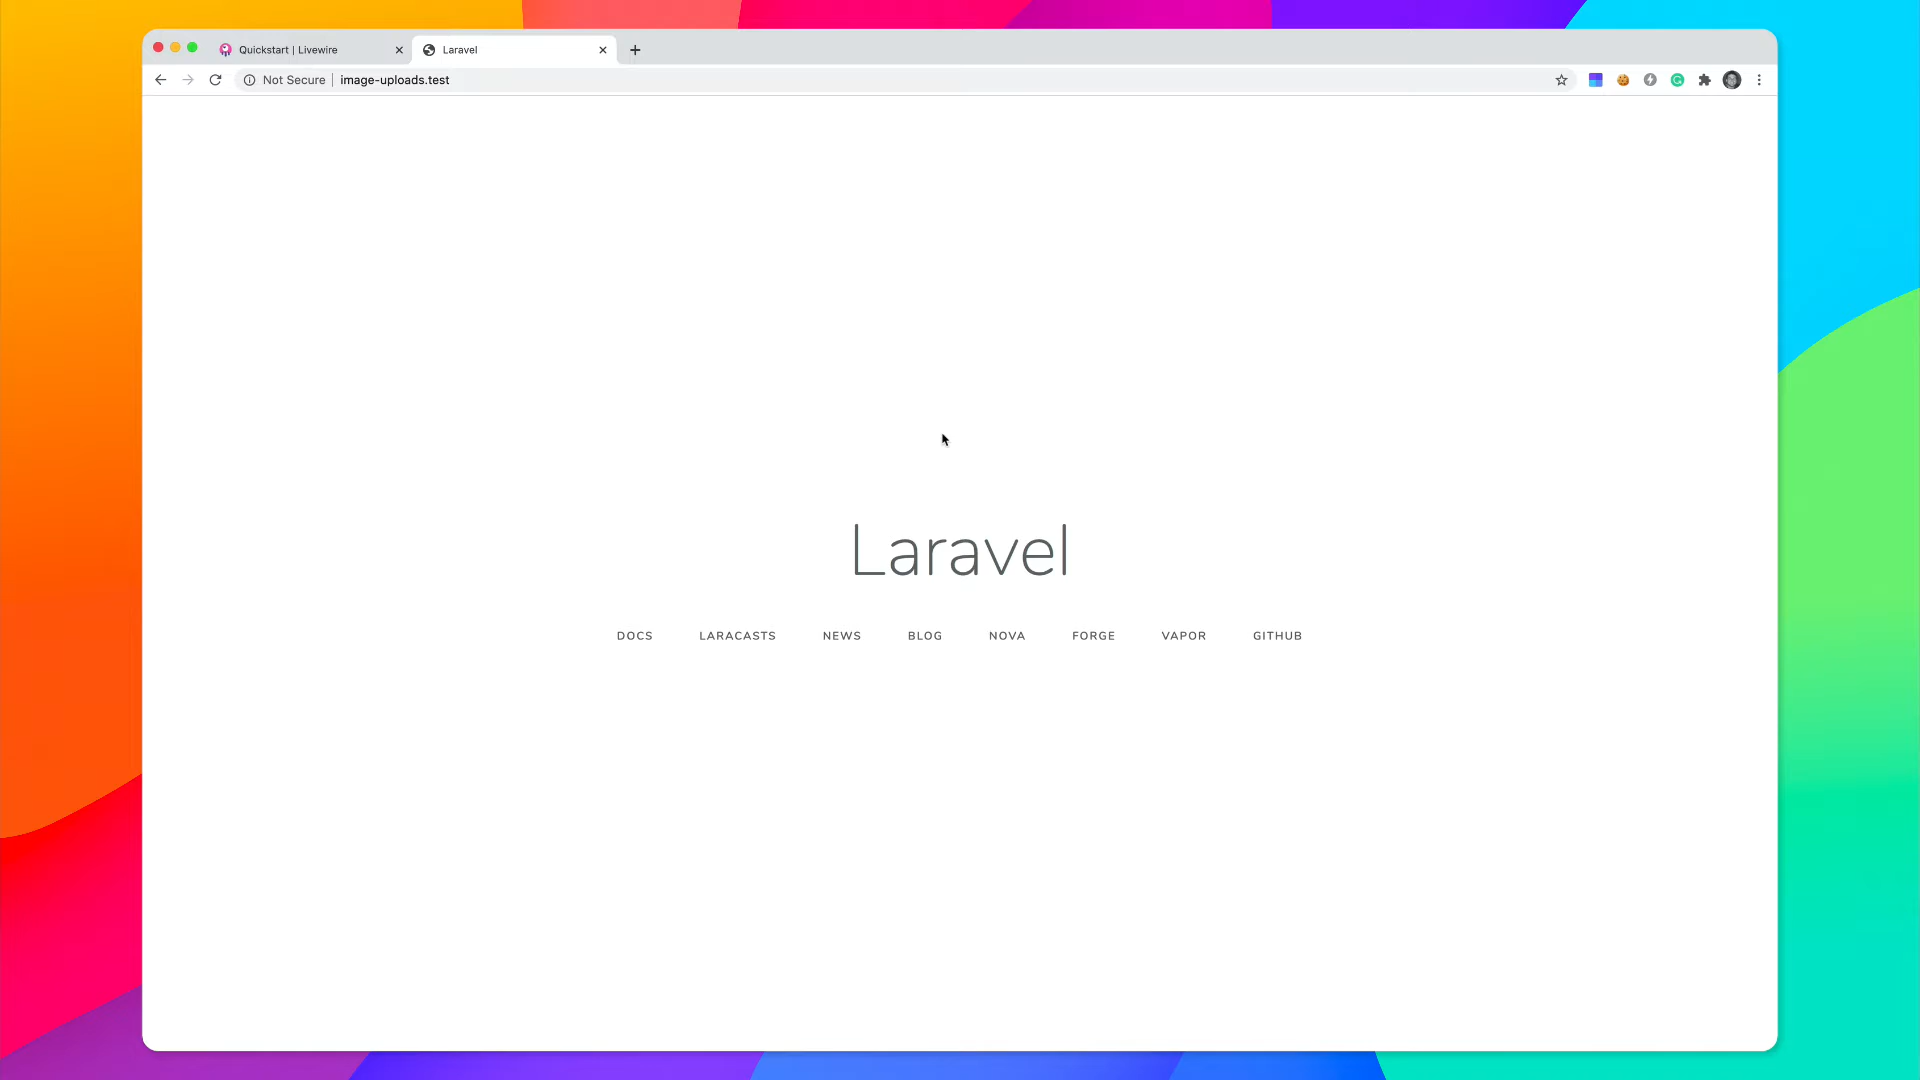 Quickstart | Livewire
Laravel
Not Secure | image-uploads.test
Laravel
DOCS LARACASTS NEWS BLOG NOVA FORGE VAPOR GITHUB